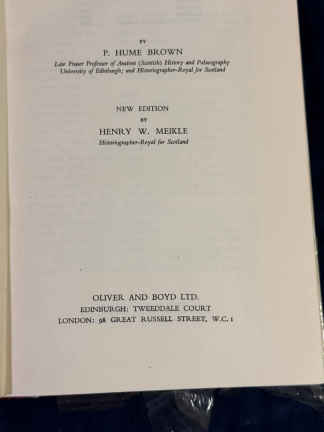 BY
P. HUME BROWN
Late Fraser Professor of Ancient (Scottish) History and Palæography
University of Edinburgh; and Historiographer-Royal for Scotland
NEW EDITION
BY
HENRY W. MEIKLE
Historiographer-Royal for Scotland
OLIVER AND BOYD LTD.
EDINBURGH: TWEEDDALE COURT
LONDON: 98 GREAT RUSSELL STREET, W.C. 1